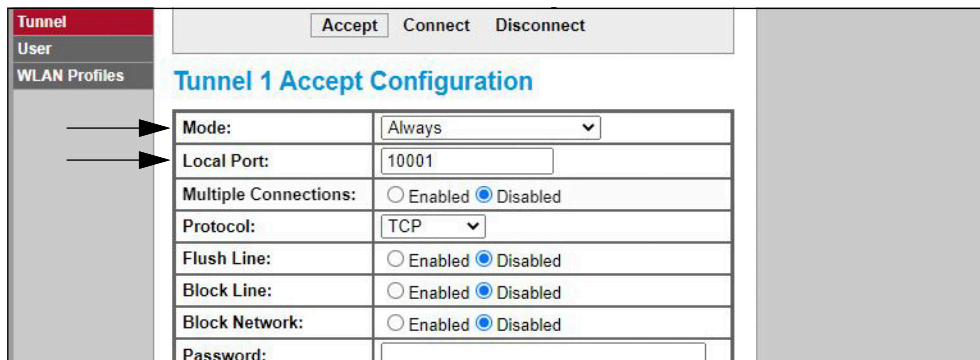 Tunnel
User
WLAN Profiles
Accept Connect Disconnect
Tunnel 1 Accept Configuration
Mode: Always
Local Port: 10001
Multiple Connections: Enabled Disabled
Protocol: TCP
Flush Line: Enabled Disabled
Block Line: Enabled Disabled
Block Network: Enabled Disabled
Password: